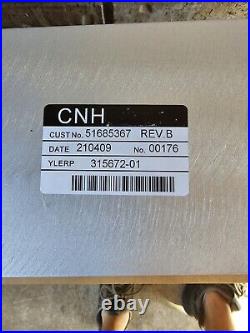 CNH
CUST No. 51685367 REV.B
DATE 210409 No. 00176
YLERP 315672-01